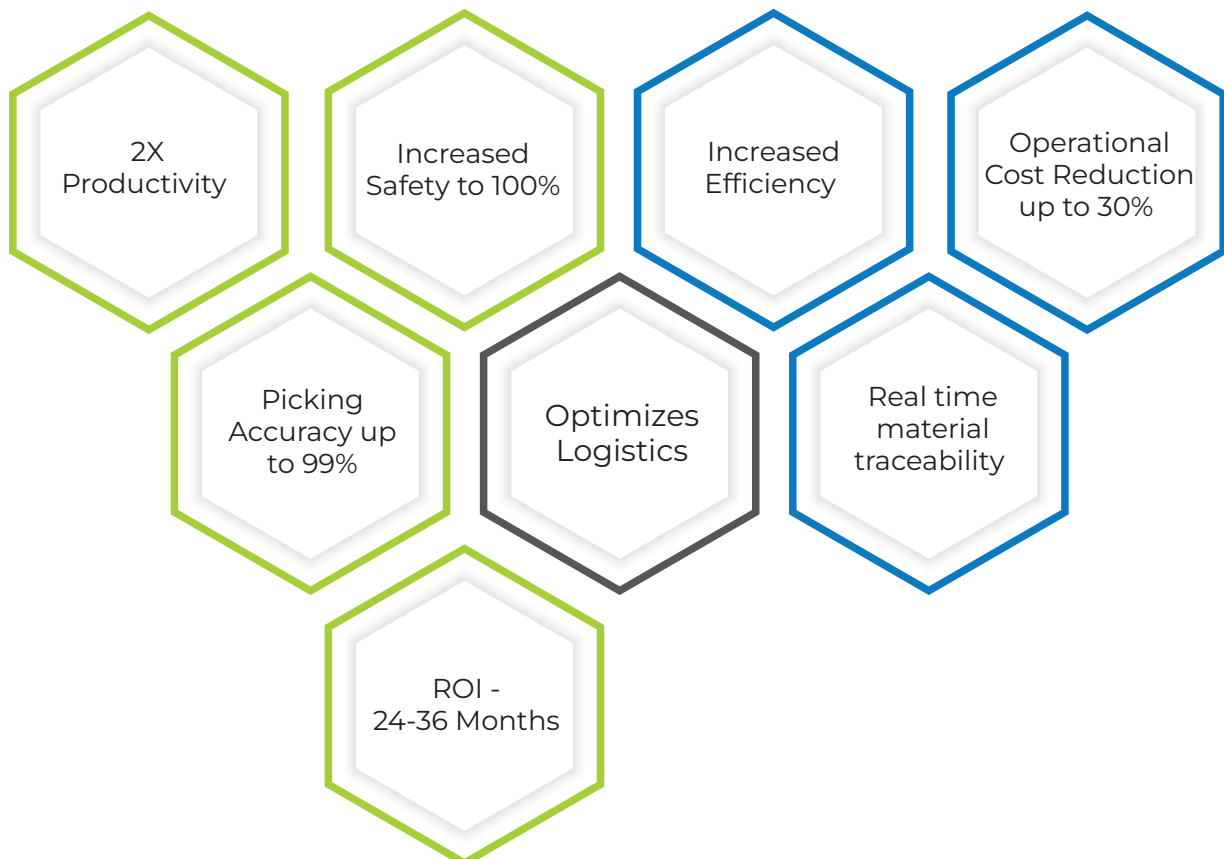 2X
Productivity
Increased
Safety to 100%
Increased
Efficiency
Operational
Cost Reduction
up to 30%
Picking
Accuracy up
to 99%
Optimizes
Logistics
Real time
material
traceability
ROI -
24-36 Months